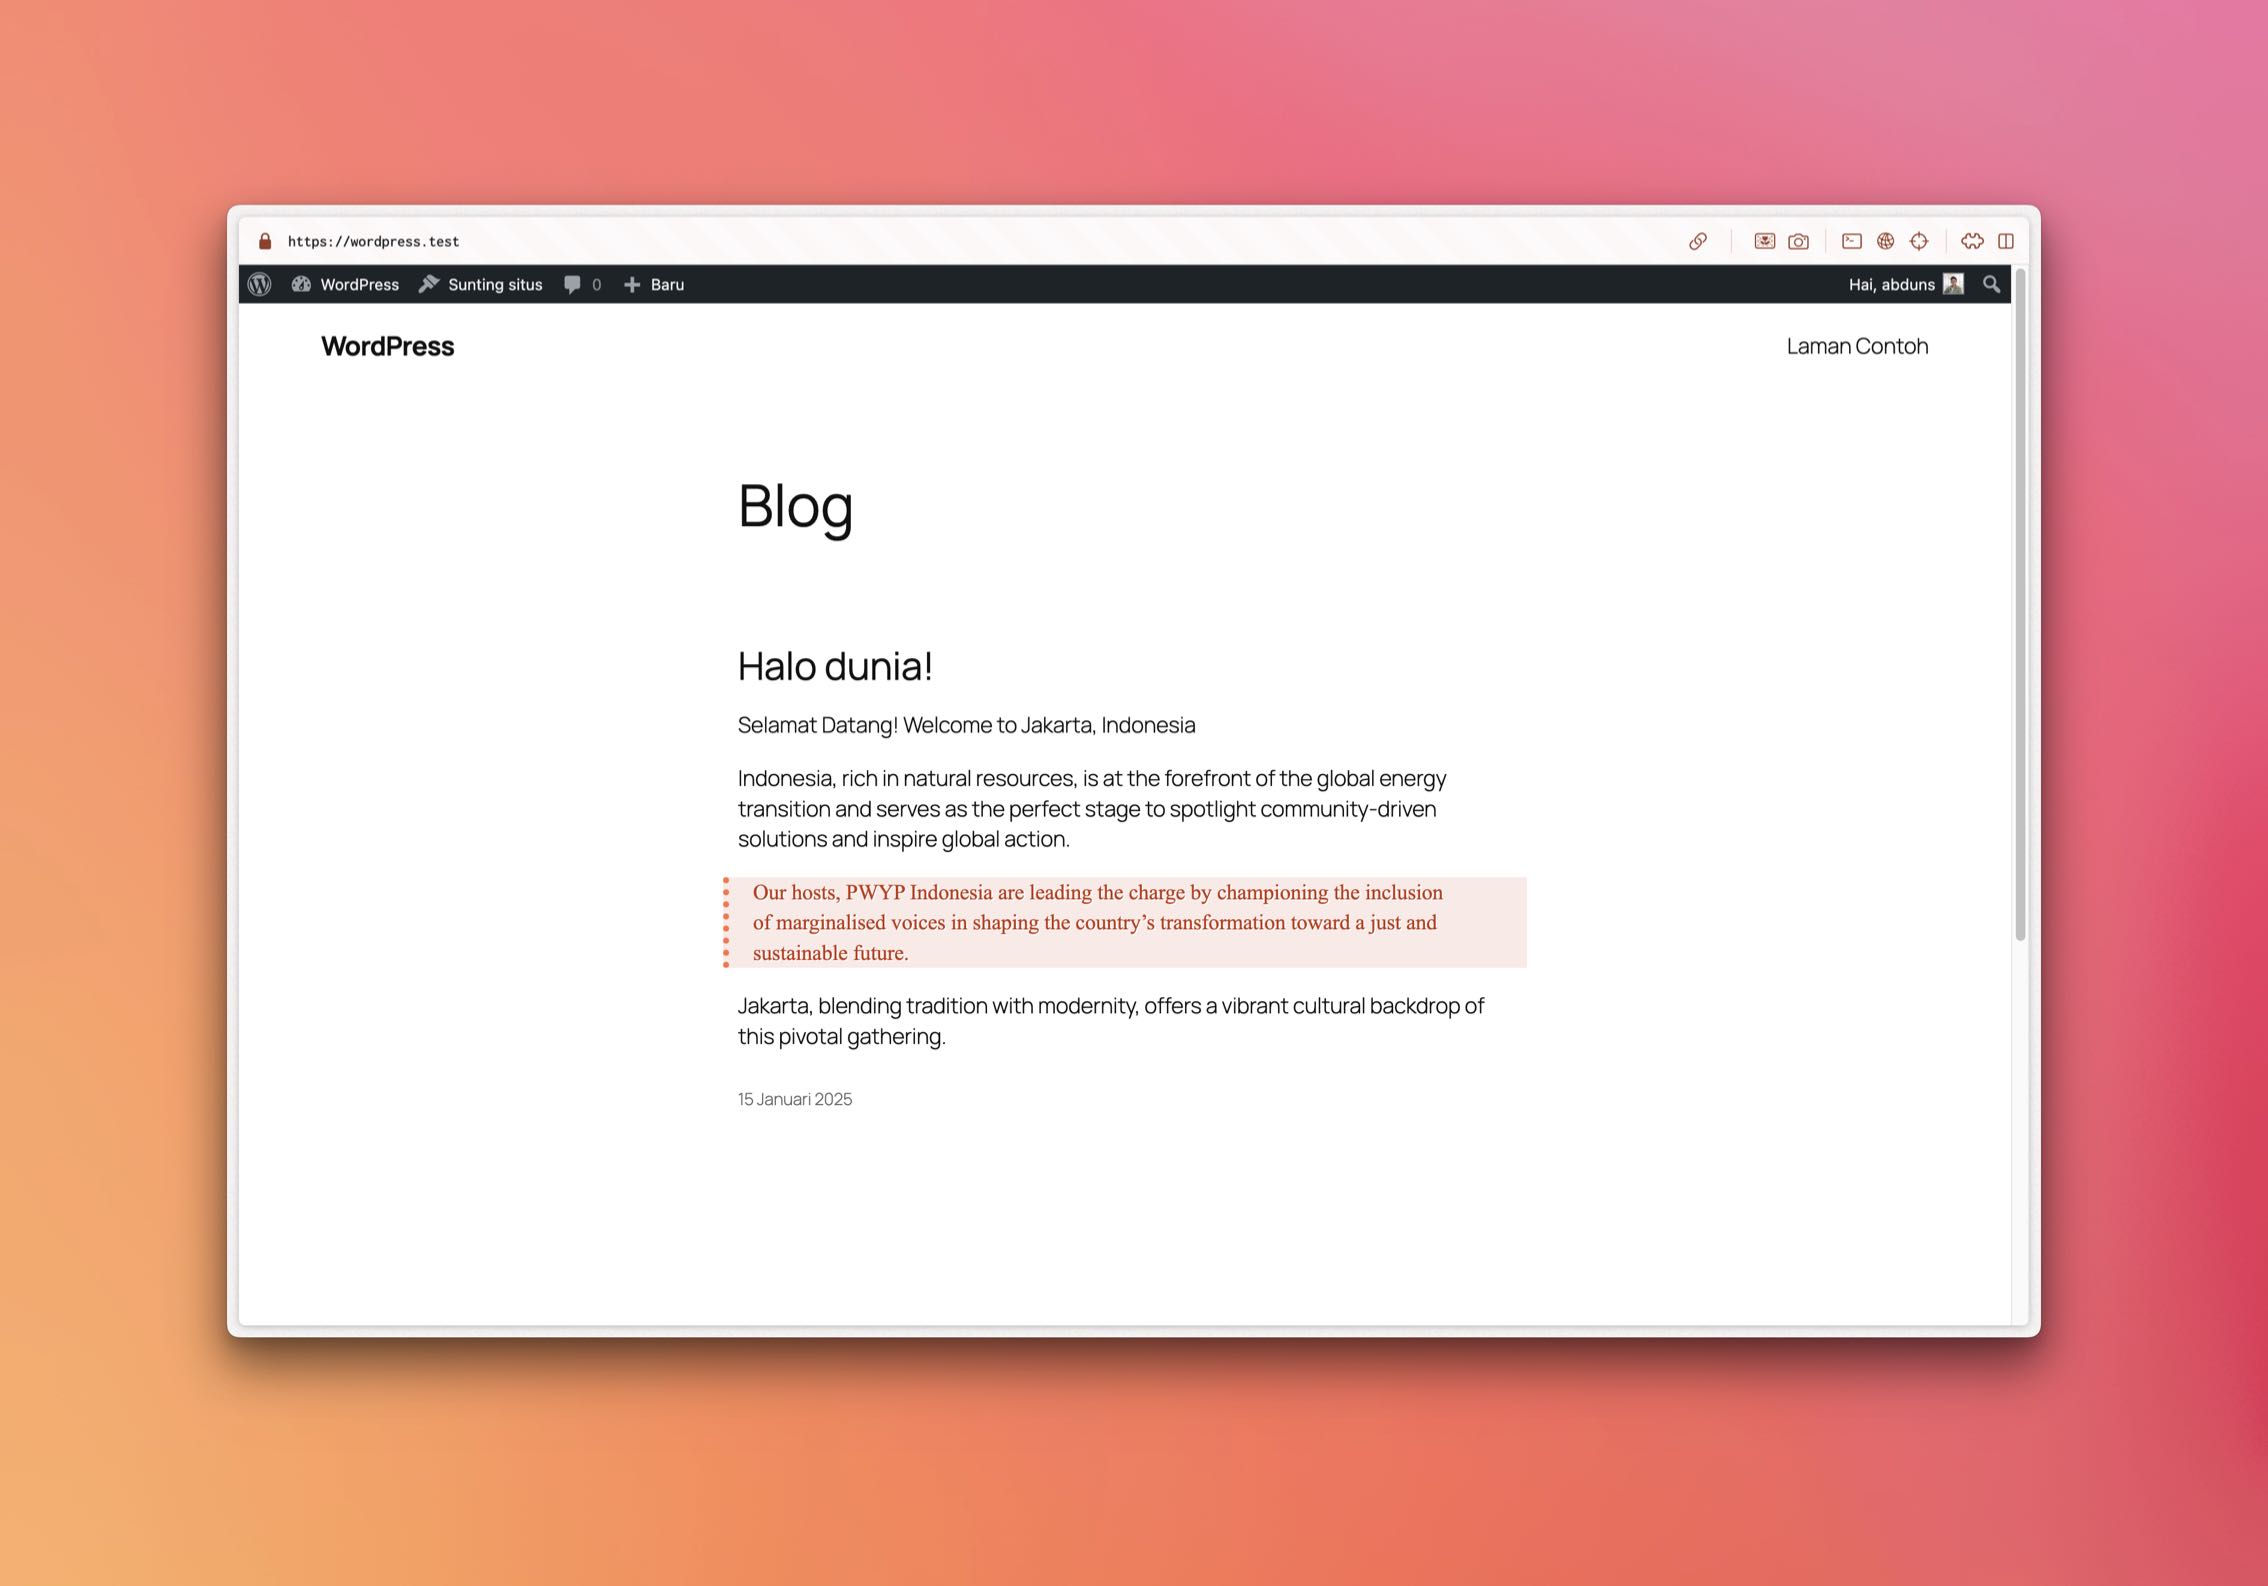 https://wordpress.test
WordPress
Sunting situs
0
Baru
Hai, abduns
WordPress
Laman Contoh
Blog
Halo dunia!
Selamat Datang! Welcome to Jakarta, Indonesia
Indonesia, rich in natural resources, is at the forefront of the global energy
transition and serves as the perfect stage to spotlight community-driven
solutions and inspire global action.
Our hosts, PWYP Indonesia are leading the charge by championing the inclusion
of marginalised voices in shaping the country’s transformation toward a just and
sustainable future.
Jakarta, blending tradition with modernity, offers a vibrant cultural backdrop of
this pivotal gathering.
15 Januari 2025